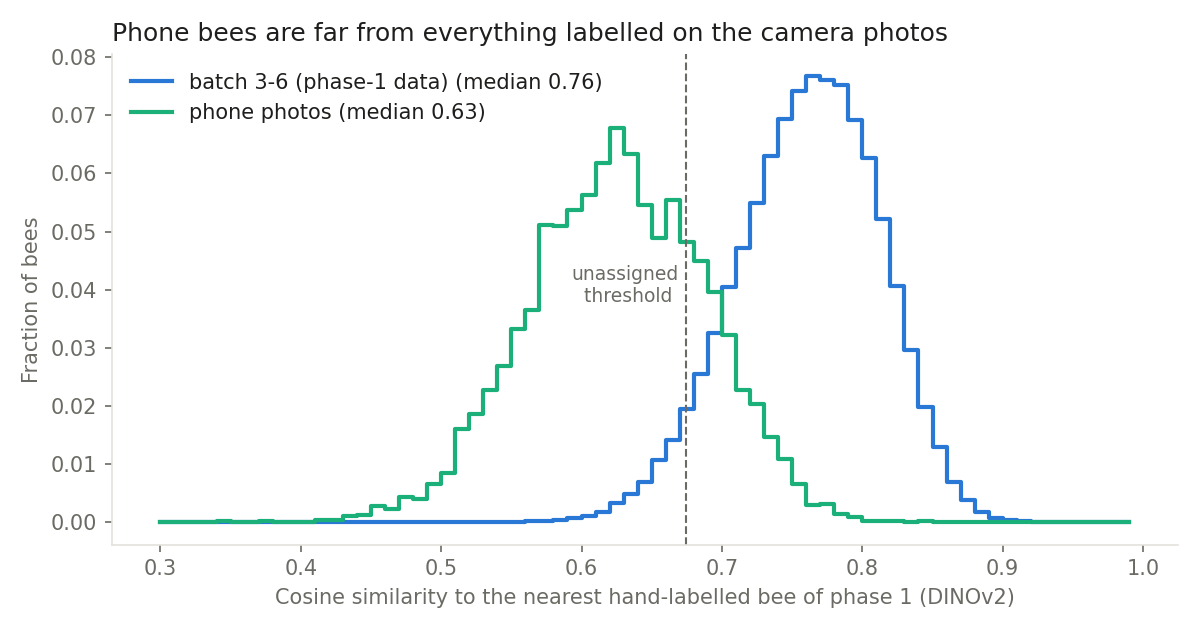 Phone bees are far from everything labelled on the camera photos
batch 3-6 (phase-1 data) (median 0.76)
phone photos (median 0.63)
unassigned
threshold
Fraction of bees
0.08
0.07
0.06
0.05
0.04
0.03
0.02
0.01
0.00
0.3
0.4
0.5
0.6
0.7
0.8
0.9
1.0
Cosine similarity to the nearest hand-labelled bee of phase 1 (DINOv2)